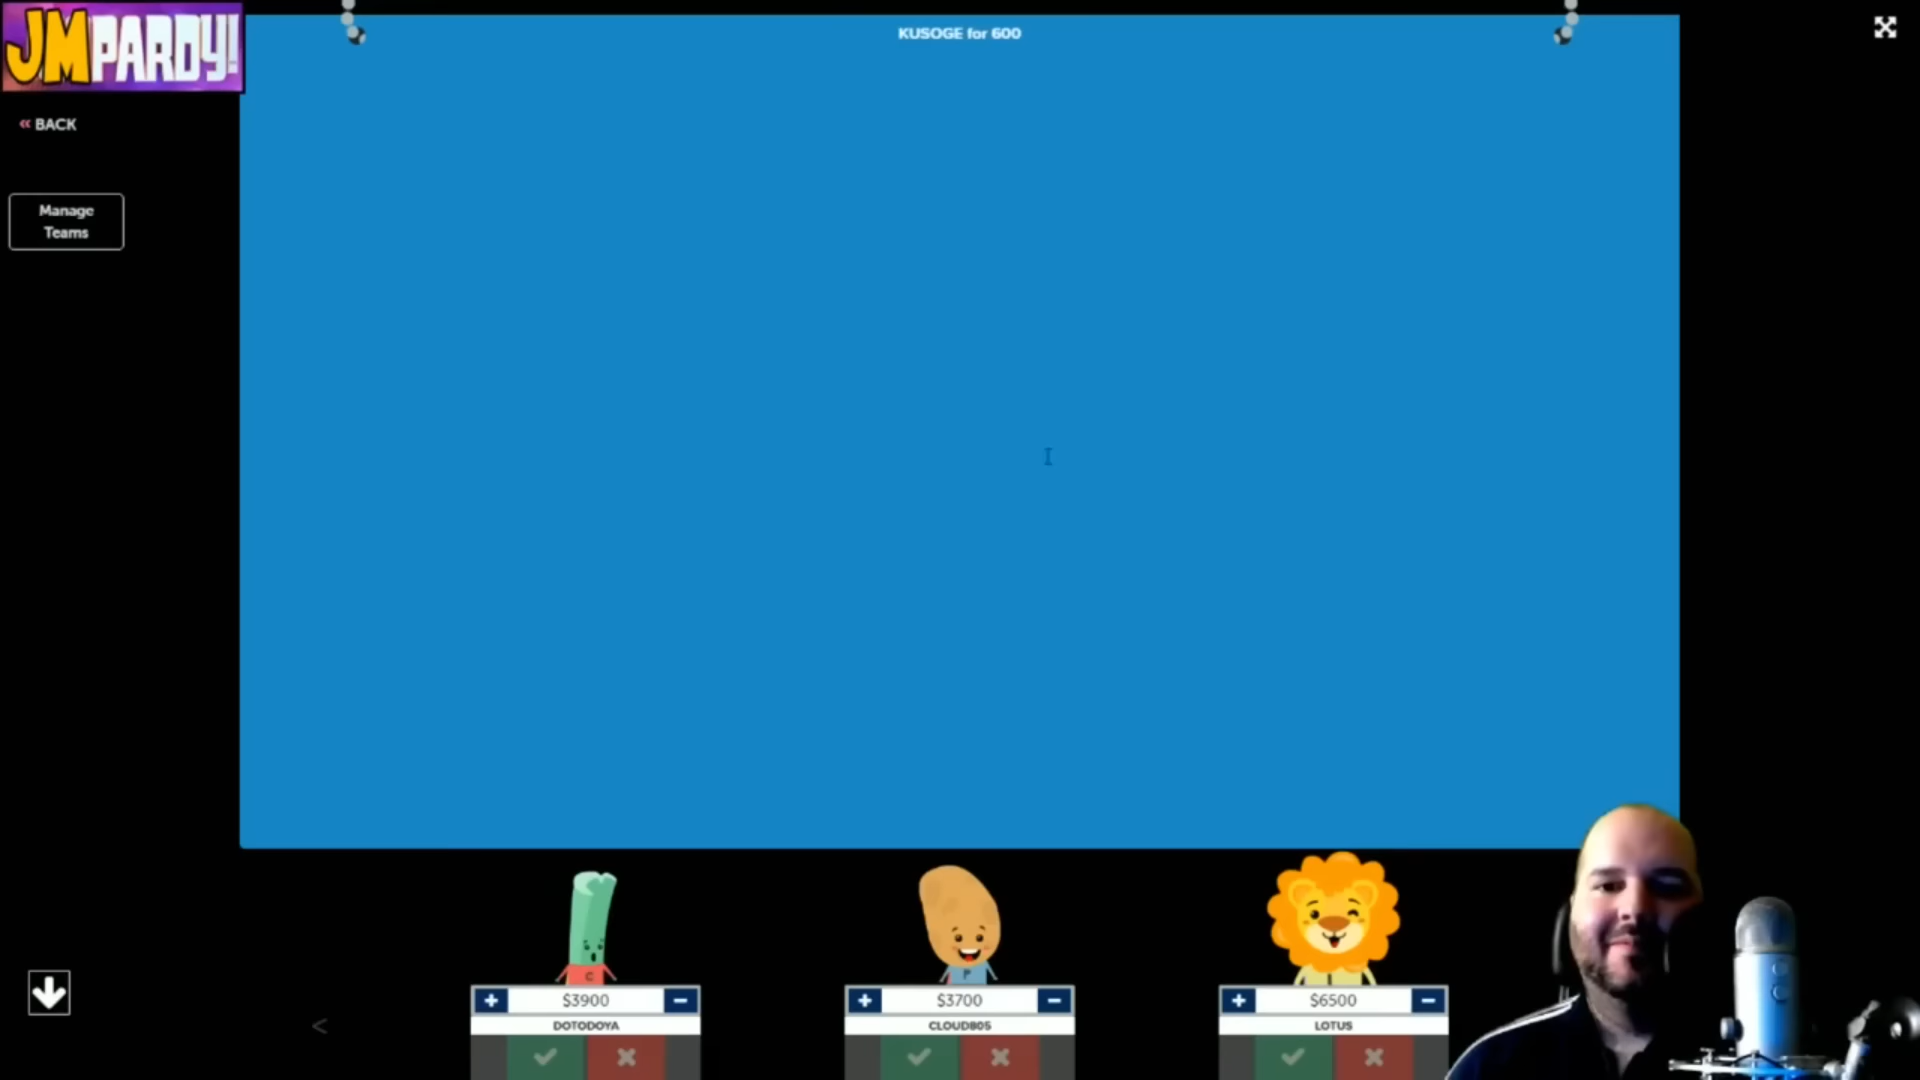 JMPARDY!
KUSOGE for 600
« BACK
Manage
Teams
C
P
$3900
$3700
$6500
DOTODOYA
CLOUD805
LOTUS